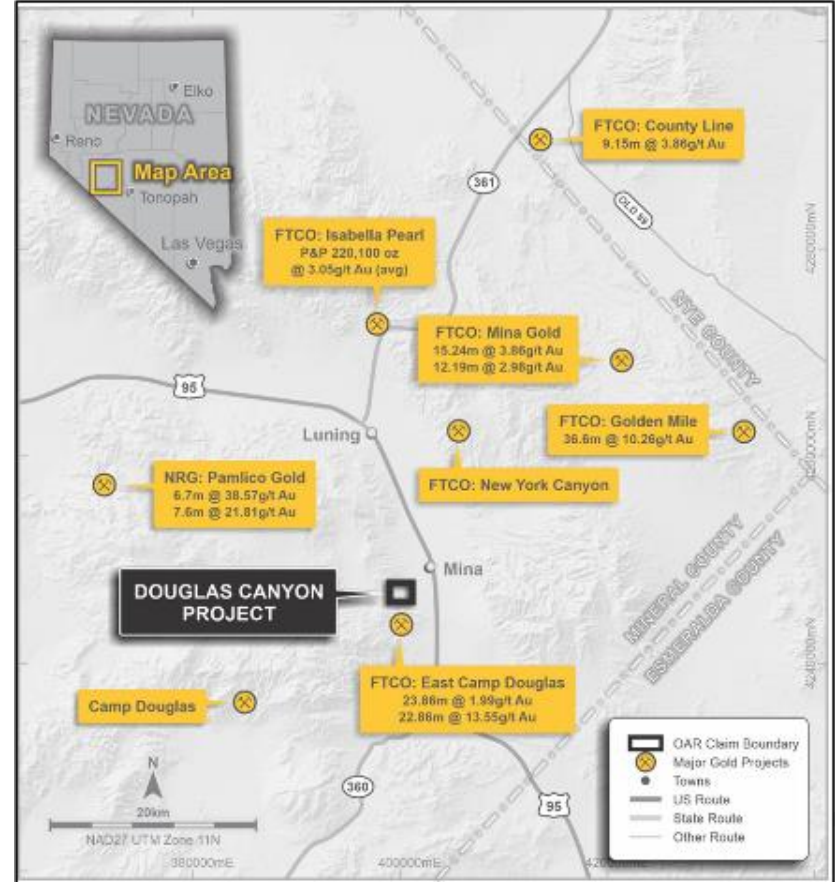 NEVADA
Elko
Reno
Map Area
Tonopah
Las Vegas
FTCO: County Line
9.15m @ 3.86g/t Au
361
OLD 89
4260000mN
FTCO: Isabella Pearl
P&P 220,100 oz
@ 3.05g/t Au (avg)
NYE COUNTY
FTCO: Mina Gold
15.24m @ 3.86g/t Au
12.19m @ 2.98g/t Au
95
Luning
FTCO: Golden Mile
36.6m @ 10.26g/t Au
NRG: Pamlico Gold
6.7m @ 38.57g/t Au
7.6m @ 21.81g/t Au
FTCO: New York Canyon
MINERAL COUNTY
ESMERALDA COUNTY
Mina
DOUGLAS CANYON
PROJECT
4240000mN
FTCO: East Camp Douglas
23.86m @ 1.99g/t Au
22.86m @ 13.55g/t Au
Camp Douglas
N
20km
NAD27 UTM Zone 11N
360
95
380000mE
400000mE
OAR Claim Boundary
Major Gold Projects
Towns
US Route
State Route
Other Route